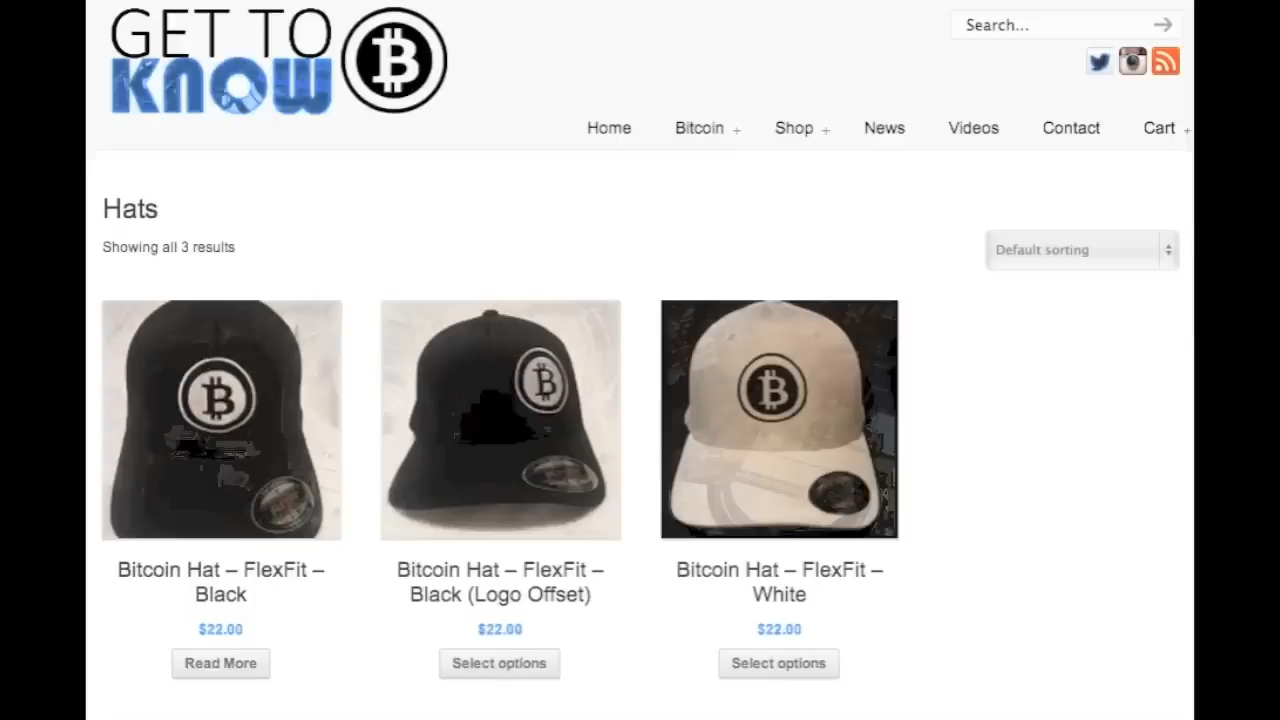 GET TO
KNOW
Search...
Home Bitcoin + Shop + News Videos Contact Cart +
Hats
Showing all 3 results
Default sorting
Bitcoin Hat – FlexFit –
Black
$22.00
Read More
Bitcoin Hat – FlexFit –
Black (Logo Offset)
$22.00
Select options
Bitcoin Hat – FlexFit –
White
$22.00
Select options